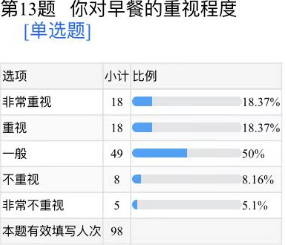 第13题 你对早餐的重视程度
[单选题]
选项 小计 比例
非常重视 18 18.37%
重视 18 18.37%
一般 49 50%
不重视 8 8.16%
非常不重视 5 5.1%
本题有效填写人次 98